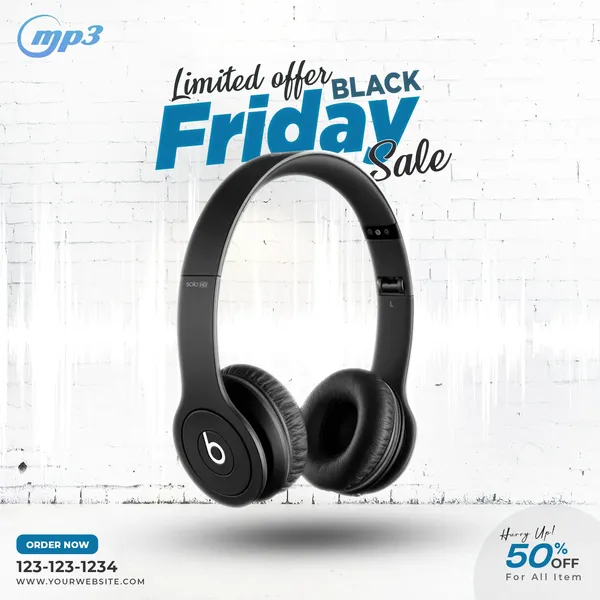 mp3
Limited offer
BLACK
Friday
Sale
solo HD
L
b
ORDER NOW
123-123-1234
WWW.YOURWEBSITE.COM
Hurry Up!
50% OFF
For All Item